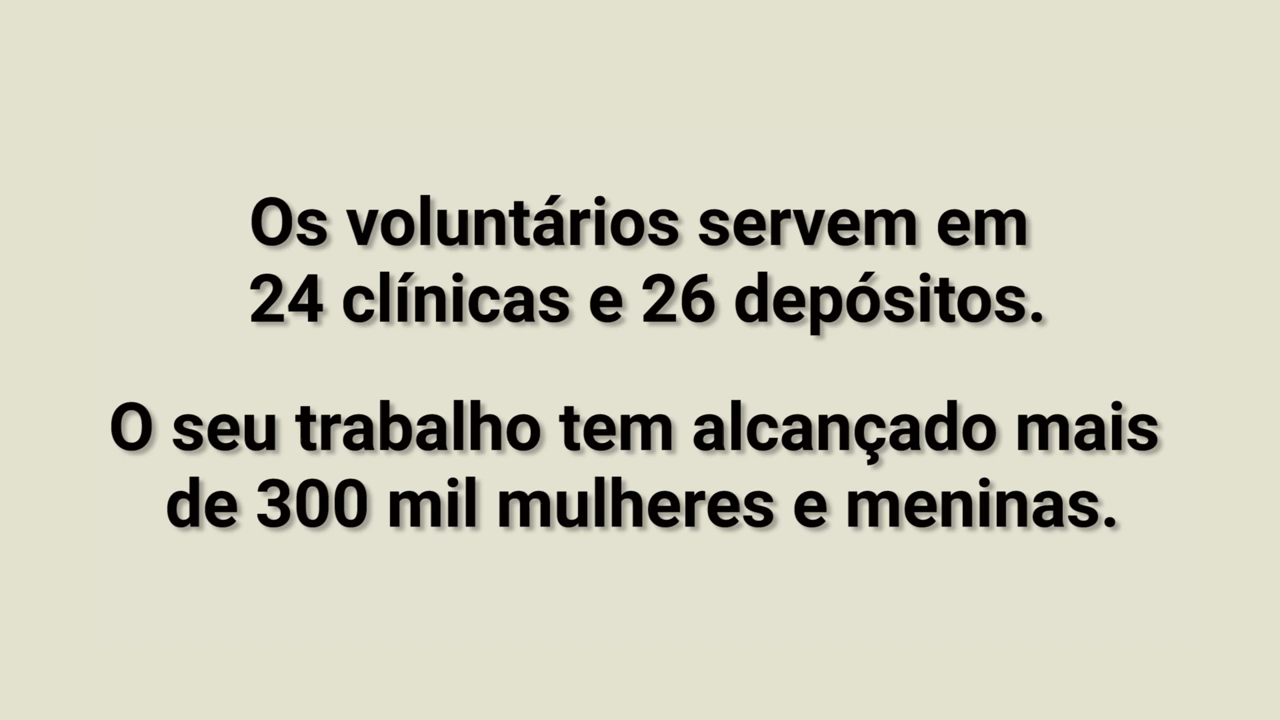 Os voluntários servem em
24 clínicas e 26 depósitos.
O seu trabalho tem alcançado mais
de 300 mil mulheres e meninas.